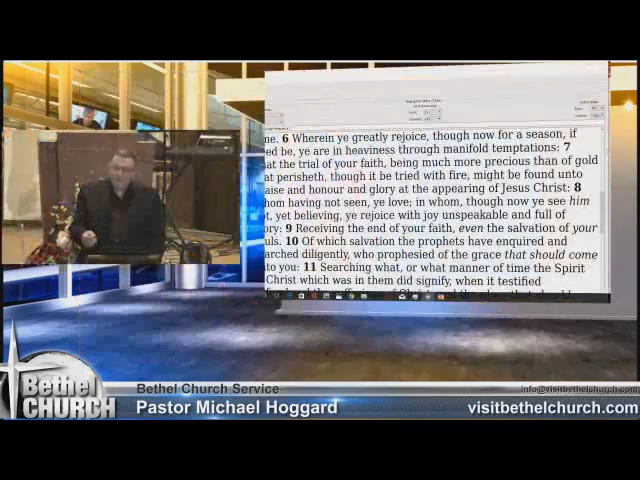 ne. 6 Wherein ye greatly rejoice, though now for a season, if
ed be, ye are in heaviness through manifold temptations: 7
at the trial of your faith, being much more precious than of gold
at perisheth, though it be tried with fire, might be found unto
aise and honour and glory at the appearing of Jesus Christ: 8
hom having not seen, ye love; in whom, though now ye see him
t, yet believing, ye rejoice with joy unspeakable and full of
ory: 9 Receiving the end of your faith, even the salvation of your
uls. 10 Of which salvation the prophets have enquired and
arched diligently, who prophesied of the grace that should come
to you: 11 Searching what, or what manner of time the Spirit
Christ which was in them did signify, when it testified
Bethel
CHURCH
Bethel Church Service
info@visitbethelchurch.com
Pastor Michael Hoggard
visitbethelchurch.com